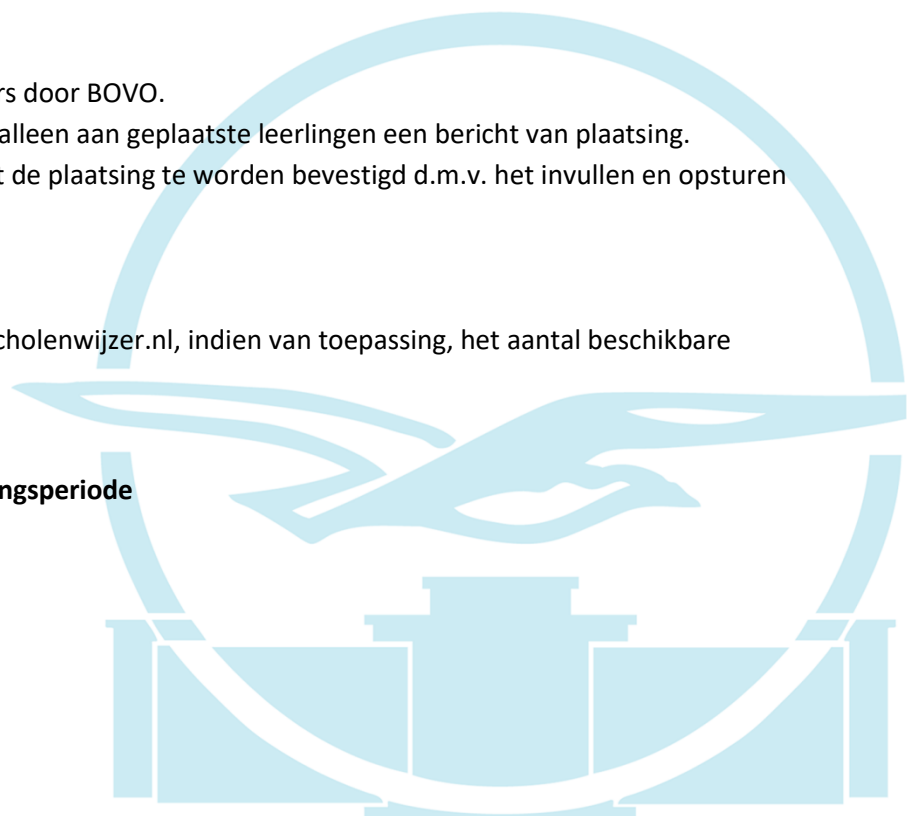 rs door BOVO.
alleen aan geplaatste leerlingen een bericht van plaatsing.
t de plaatsing te worden bevestigd d.m.v. het invullen en opsturen
cholenwijzer.nl, indien van toepassing, het aantal beschikbare
ngsperiode